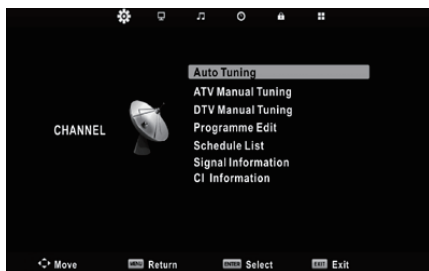 Auto Tuning
ATV Manual Tuning
DTV Manual Tuning
CHANNEL
Programme Edit
Schedule List
Signal Information
CI Information
Move
MENU Return
ENTER Select
EXIT Exit